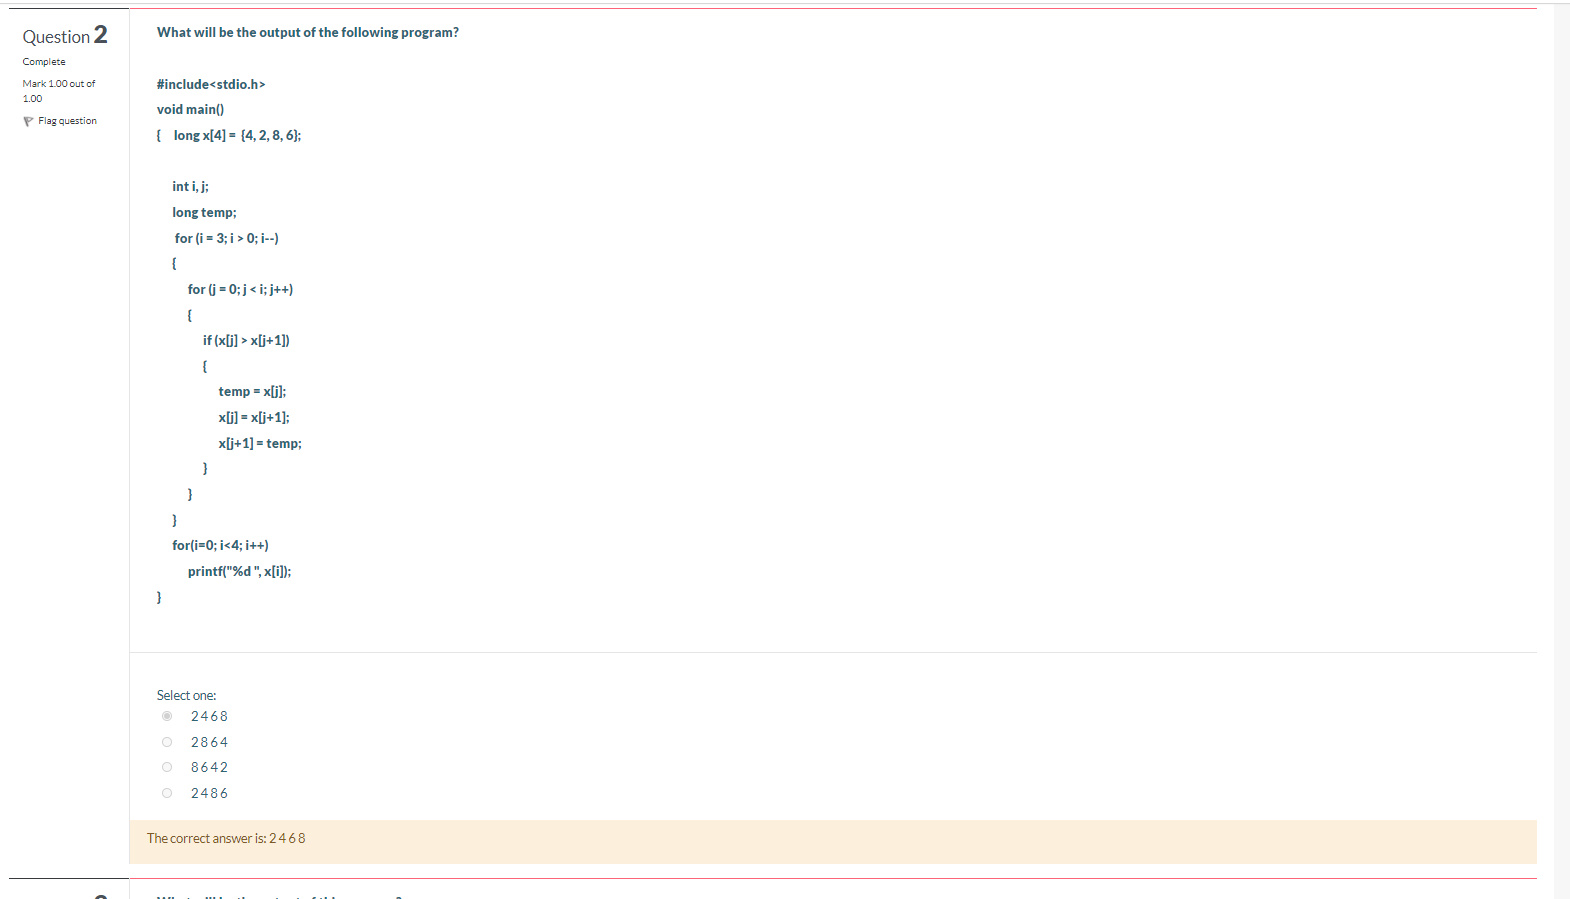 Question 2
Complete
Mark 1.00 out of
1.00
Flag question
What will be the output of the following program?
#include<stdio.h>
void main()
{ long x[4] = {4, 2, 8, 6};
int i, j;
long temp;
for (i = 3; i > 0; i--)
{
for (j = 0; j < i; j++)
{
if (x[j] > x[j+1])
{
temp = x[j];
x[j] = x[j+1];
x[j+1] = temp;
}
}
}
for(i=0; i<4; i++)
printf("%d ", x[i]);
}
Select one:
2 4 6 8
2 8 6 4
8 6 4 2
2 4 8 6
The correct answer is: 2 4 6 8